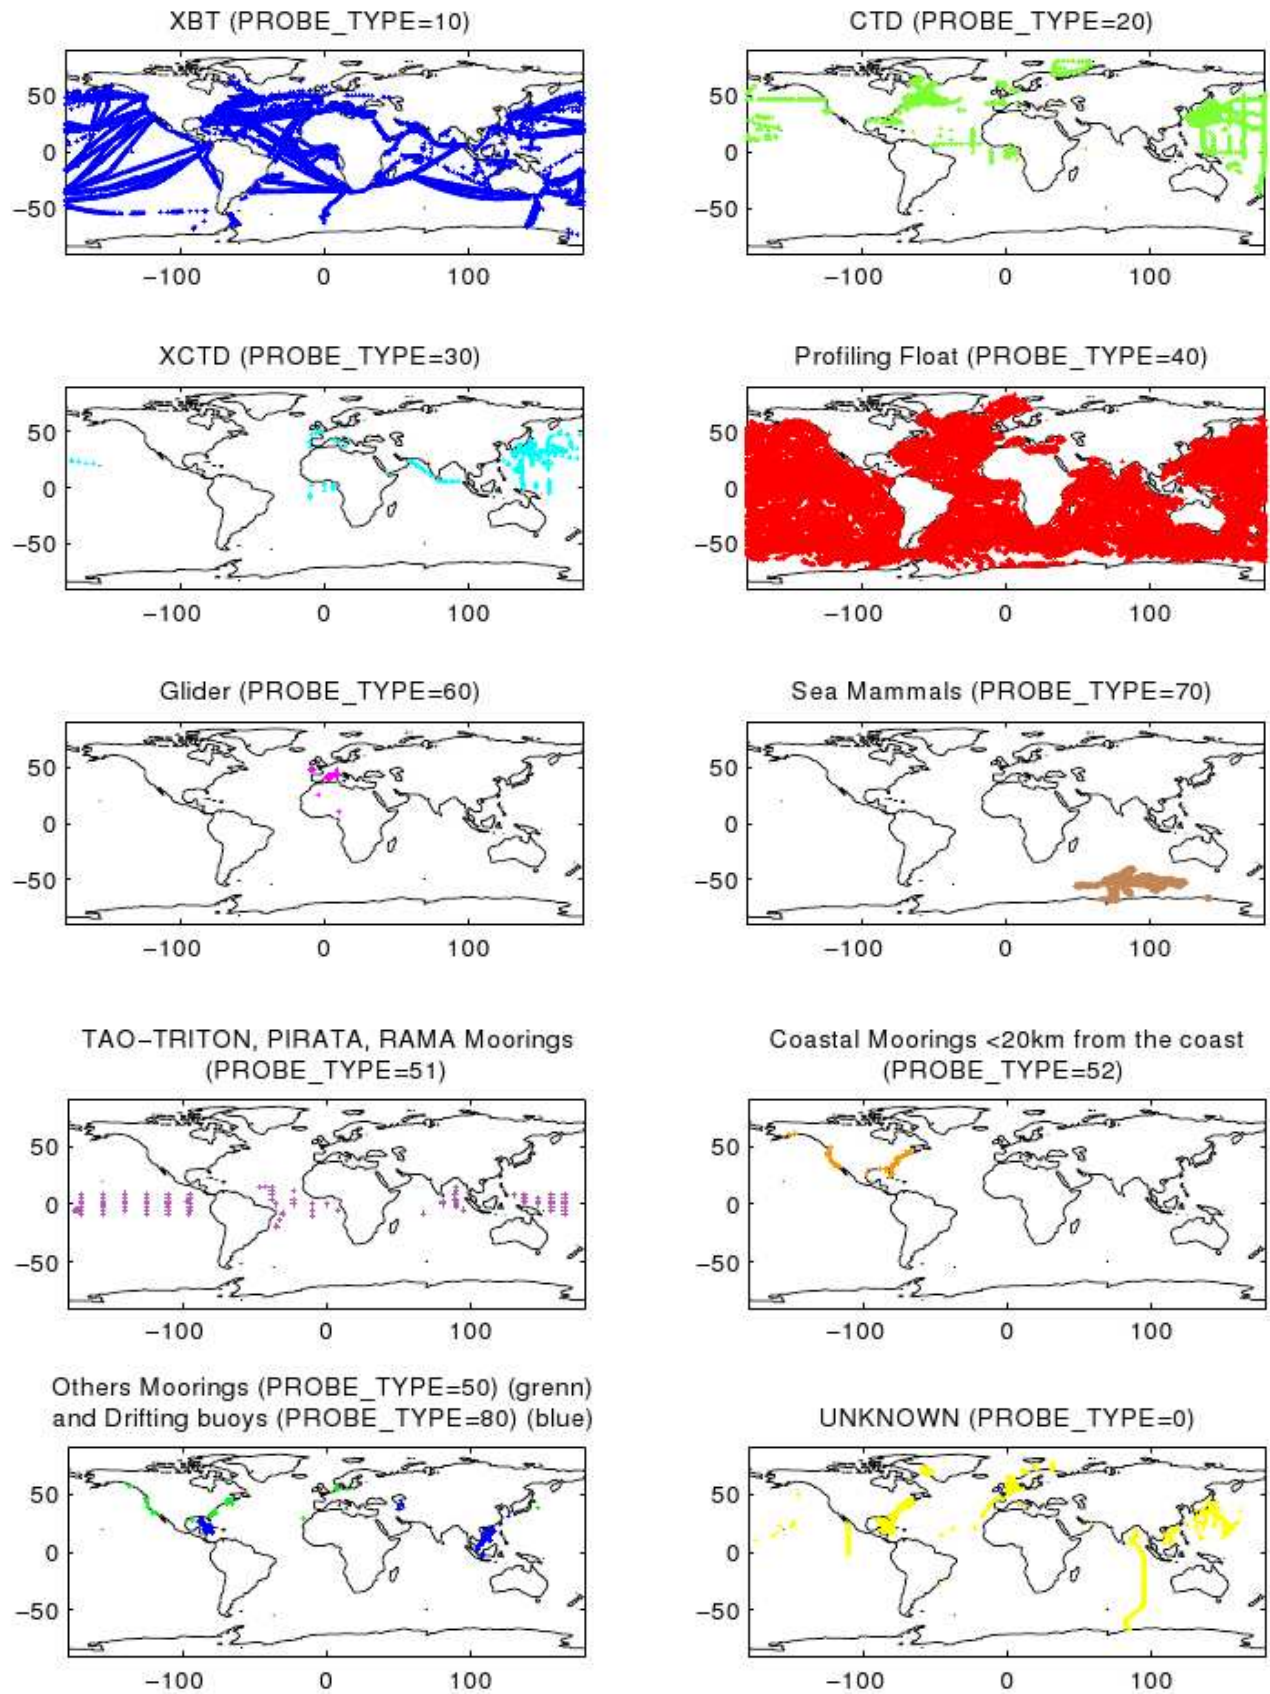 XBT (PROBE_TYPE=10)
CTD (PROBE_TYPE=20)
50
0
−50
−100 0 100
50
0
−50
−100 0 100
XCTD (PROBE_TYPE=30)
Profiling Float (PROBE_TYPE=40)
50
0
−50
−100 0 100
50
0
−50
−100 0 100
Glider (PROBE_TYPE=60)
Sea Mammals (PROBE_TYPE=70)
50
0
−50
−100 0 100
50
0
−50
−100 0 100
TAO−TRITON, PIRATA, RAMA Moorings
(PROBE_TYPE=51)
Coastal Moorings <20km from the coast
(PROBE_TYPE=52)
50
0
−50
−100 0 100
50
0
−50
−100 0 100
Others Moorings (PROBE_TYPE=50) (grenn)
and Drifting buoys (PROBE_TYPE=80) (blue)
UNKNOWN (PROBE_TYPE=0)
50
0
−50
−100 0 100
50
0
−50
−100 0 100